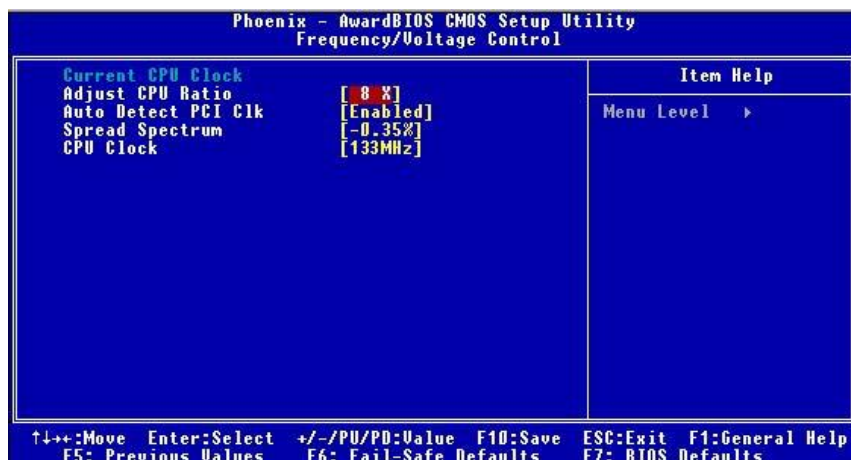 Phoenix - AwardBIOS CMOS Setup Utility
Frequency/Voltage Control
Current CPU Clock
Adjust CPU Ratio [ 8 X]
Auto Detect PCI Clk [Enabled]
Spread Spectrum [-0.35%]
CPU Clock [133MHz]
Item Help
Menu Level ▸
↑↓→←:Move Enter:Select +/-/PU/PD:Value F10:Save ESC:Exit F1:General Help
F5: Previous Values F6: Fail-Safe Defaults F7: BIOS Defaults